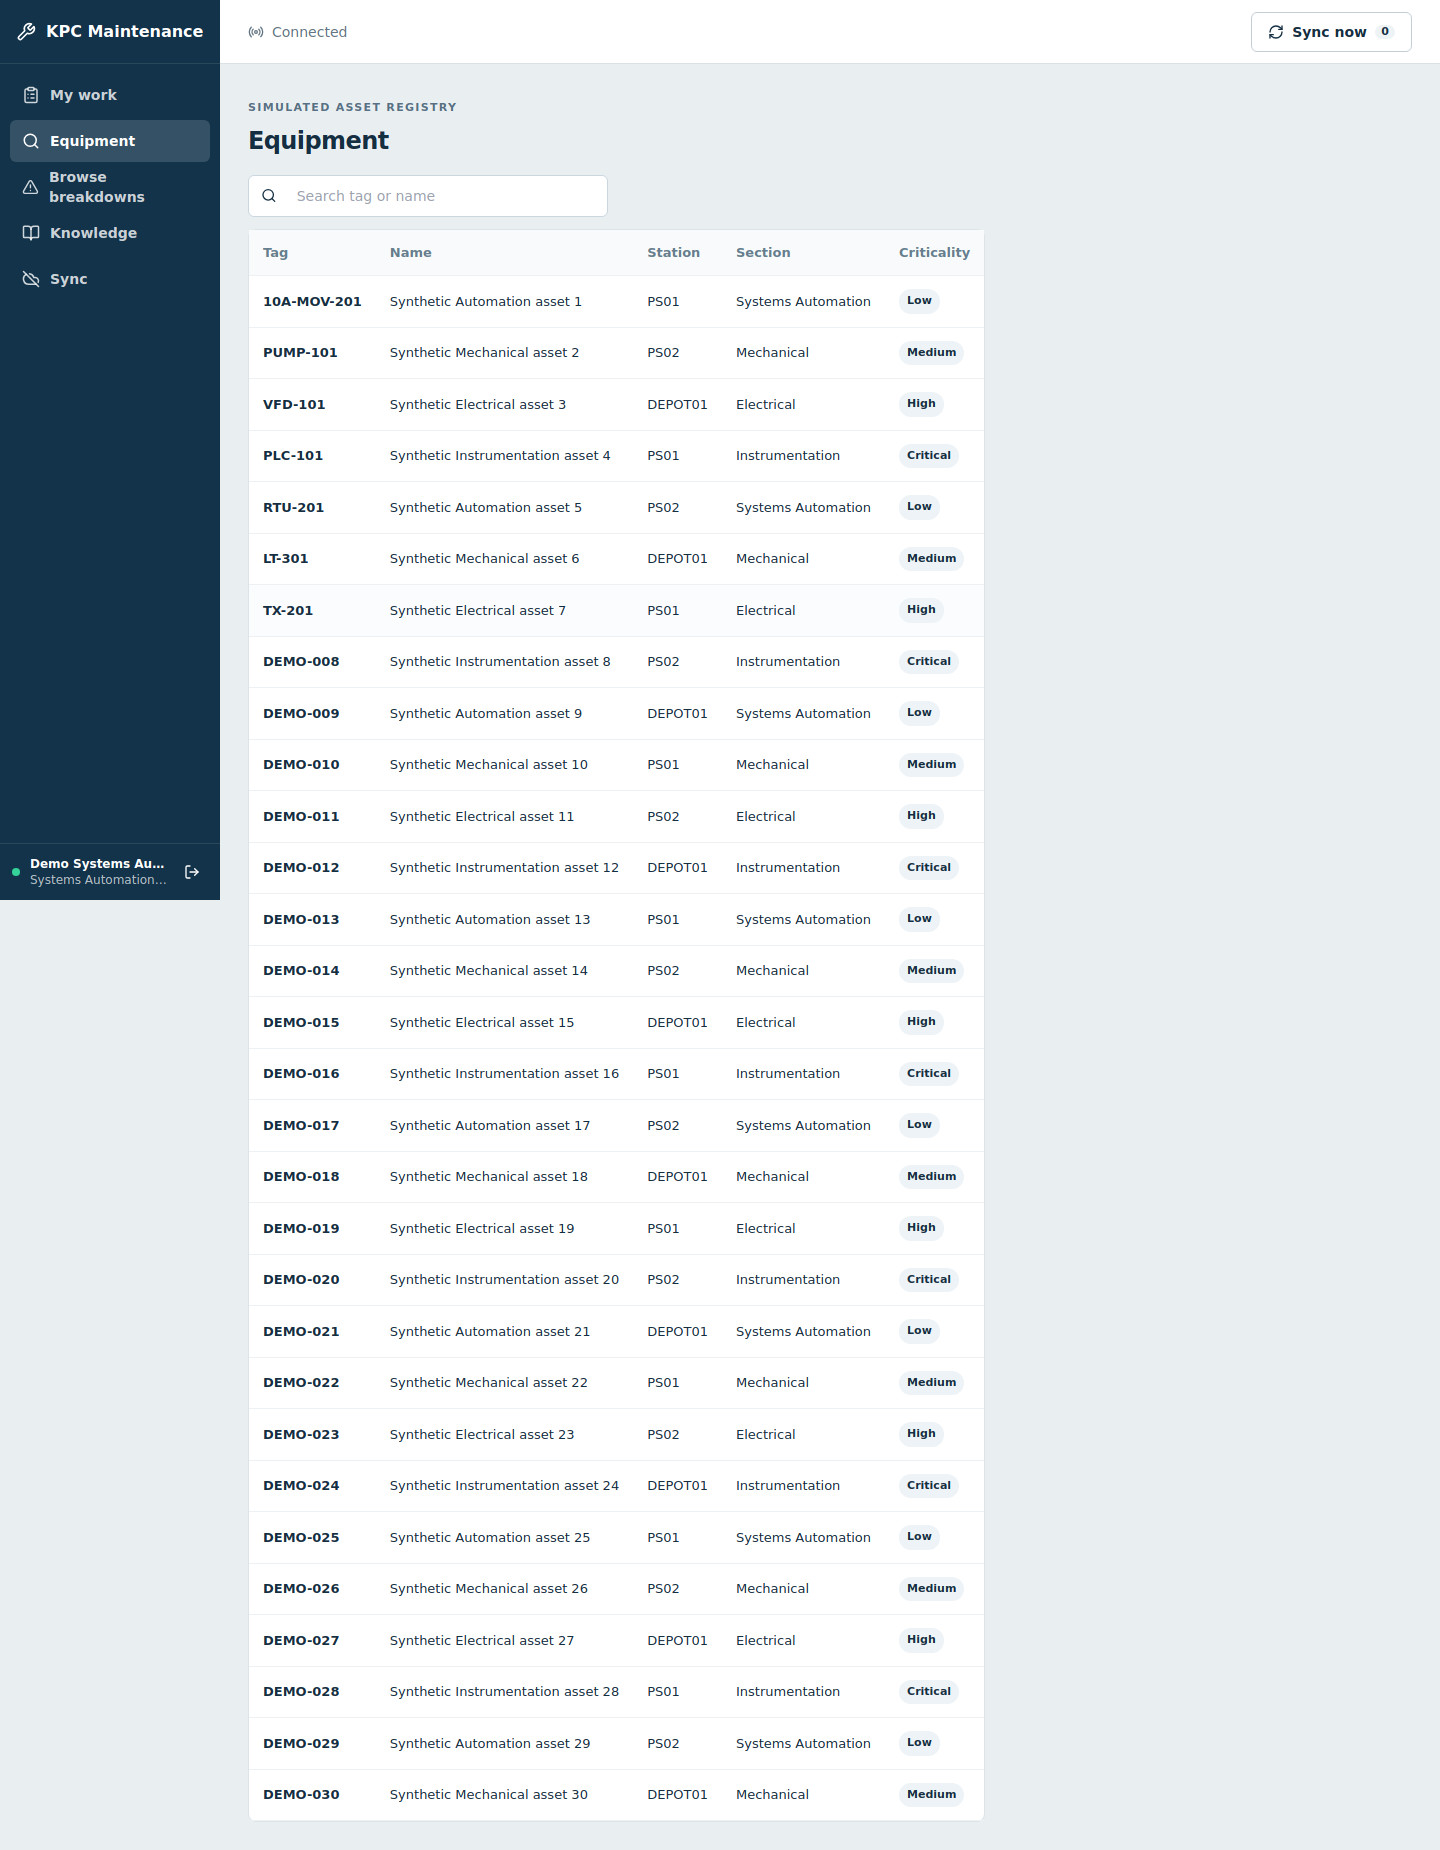 KPC Maintenance
Connected
Sync now 0
My work
Equipment
Browse
breakdowns
Knowledge
Sync
Demo Systems Au...
Systems Automation...
SIMULATED ASSET REGISTRY
Equipment
Search tag or name
Tag Name Station Section Criticality
10A-MOV-201 Synthetic Automation asset 1 PS01 Systems Automation Low
PUMP-101 Synthetic Mechanical asset 2 PS02 Mechanical Medium
VFD-101 Synthetic Electrical asset 3 DEPOT01 Electrical High
PLC-101 Synthetic Instrumentation asset 4 PS01 Instrumentation Critical
RTU-201 Synthetic Automation asset 5 PS02 Systems Automation Low
LT-301 Synthetic Mechanical asset 6 DEPOT01 Mechanical Medium
TX-201 Synthetic Electrical asset 7 PS01 Electrical High
DEMO-008 Synthetic Instrumentation asset 8 PS02 Instrumentation Critical
DEMO-009 Synthetic Automation asset 9 DEPOT01 Systems Automation Low
DEMO-010 Synthetic Mechanical asset 10 PS01 Mechanical Medium
DEMO-011 Synthetic Electrical asset 11 PS02 Electrical High
DEMO-012 Synthetic Instrumentation asset 12 DEPOT01 Instrumentation Critical
DEMO-013 Synthetic Automation asset 13 PS01 Systems Automation Low
DEMO-014 Synthetic Mechanical asset 14 PS02 Mechanical Medium
DEMO-015 Synthetic Electrical asset 15 DEPOT01 Electrical High
DEMO-016 Synthetic Instrumentation asset 16 PS01 Instrumentation Critical
DEMO-017 Synthetic Automation asset 17 PS02 Systems Automation Low
DEMO-018 Synthetic Mechanical asset 18 DEPOT01 Mechanical Medium
DEMO-019 Synthetic Electrical asset 19 PS01 Electrical High
DEMO-020 Synthetic Instrumentation asset 20 PS02 Instrumentation Critical
DEMO-021 Synthetic Automation asset 21 DEPOT01 Systems Automation Low
DEMO-022 Synthetic Mechanical asset 22 PS01 Mechanical Medium
DEMO-023 Synthetic Electrical asset 23 PS02 Electrical High
DEMO-024 Synthetic Instrumentation asset 24 DEPOT01 Instrumentation Critical
DEMO-025 Synthetic Automation asset 25 PS01 Systems Automation Low
DEMO-026 Synthetic Mechanical asset 26 PS02 Mechanical Medium
DEMO-027 Synthetic Electrical asset 27 DEPOT01 Electrical High
DEMO-028 Synthetic Instrumentation asset 28 PS01 Instrumentation Critical
DEMO-029 Synthetic Automation asset 29 PS02 Systems Automation Low
DEMO-030 Synthetic Mechanical asset 30 DEPOT01 Mechanical Medium